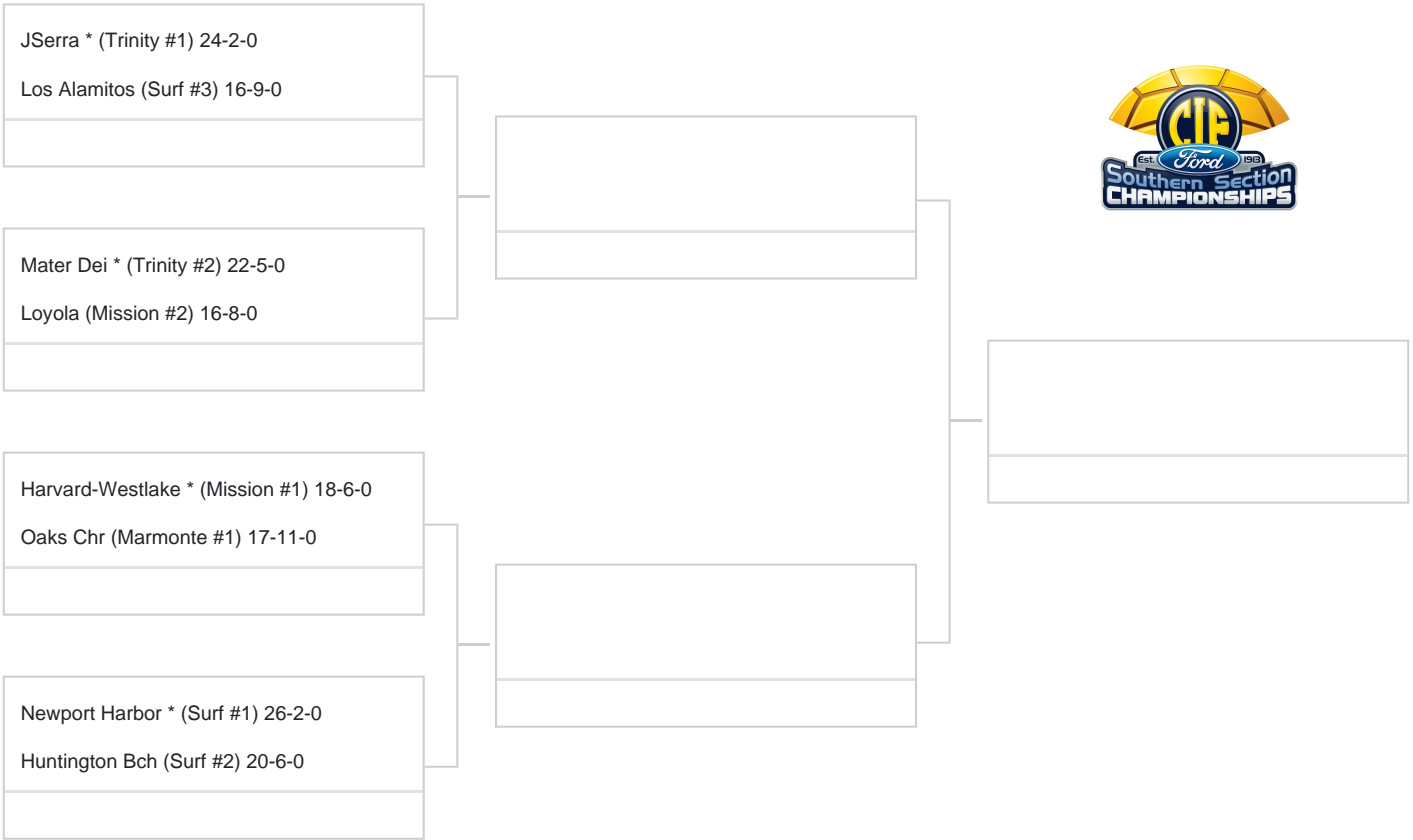 JSerra * (Trinity #1) 24-2-0
Los Alamitos (Surf #3) 16-9-0
Mater Dei * (Trinity #2) 22-5-0
Loyola (Mission #2) 16-8-0
Harvard-Westlake * (Mission #1) 18-6-0
Oaks Chr (Marmonte #1) 17-11-0
Newport Harbor * (Surf #1) 26-2-0
Huntington Bch (Surf #2) 20-6-0
CIF
Est. Ford 1913
Southern Section
CHAMPIONSHIPS